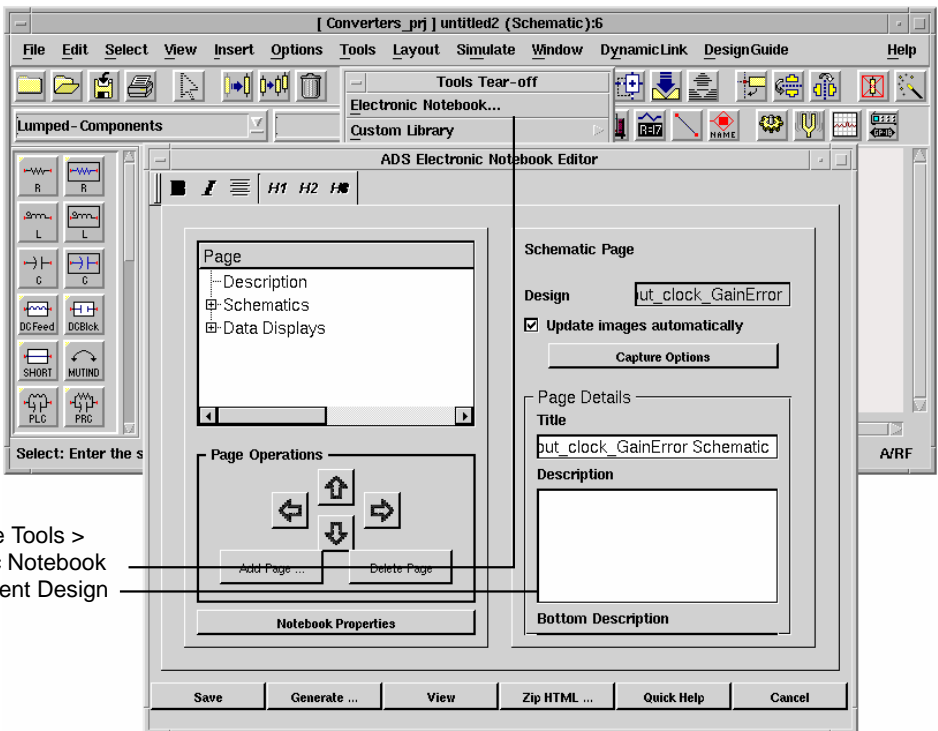 [ Converters_prj ] untitled2 (Schematic):6
File Edit Select View Insert Options Tools Layout Simulate Window DynamicLink DesignGuide Help
Tools Tear-off
Electronic Notebook...
Custom Library
Lumped-Components
NAME
ADS Electronic Notebook Editor
B I H1 H2
R R
L L
C C
DCFeed DCBlck
SHORT MUTIND
PLC PRC
Page
Description
Schematics
Data Displays
Schematic Page
Design ut_clock_GainError
Update images automatically
Capture Options
Page Details
Title
out_clock_GainError Schematic
Description
Bottom Description
Page Operations
Add Page ... Delete Page
Notebook Properties
Select: Enter the s
A/RF
e Tools >
c Notebook
ent Design
Save Generate ... View Zip HTML ... Quick Help Cancel